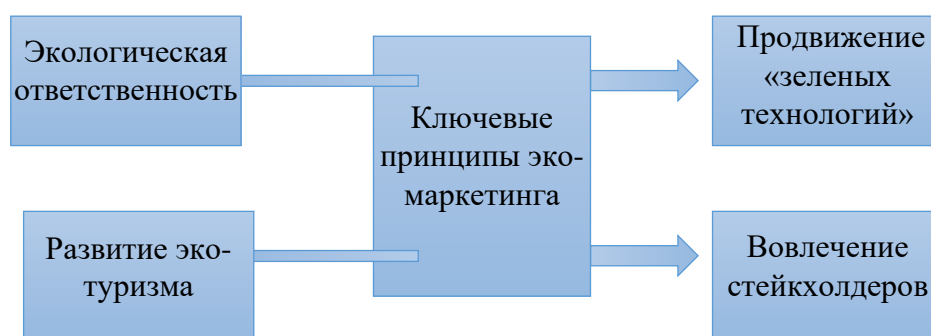 Экологическая
ответственность
Развитие эко-
туризма
Ключевые
принципы эко-
маркетинга
Продвижение
«зеленых
технологий»
Вовлечение
стейкхолдеров